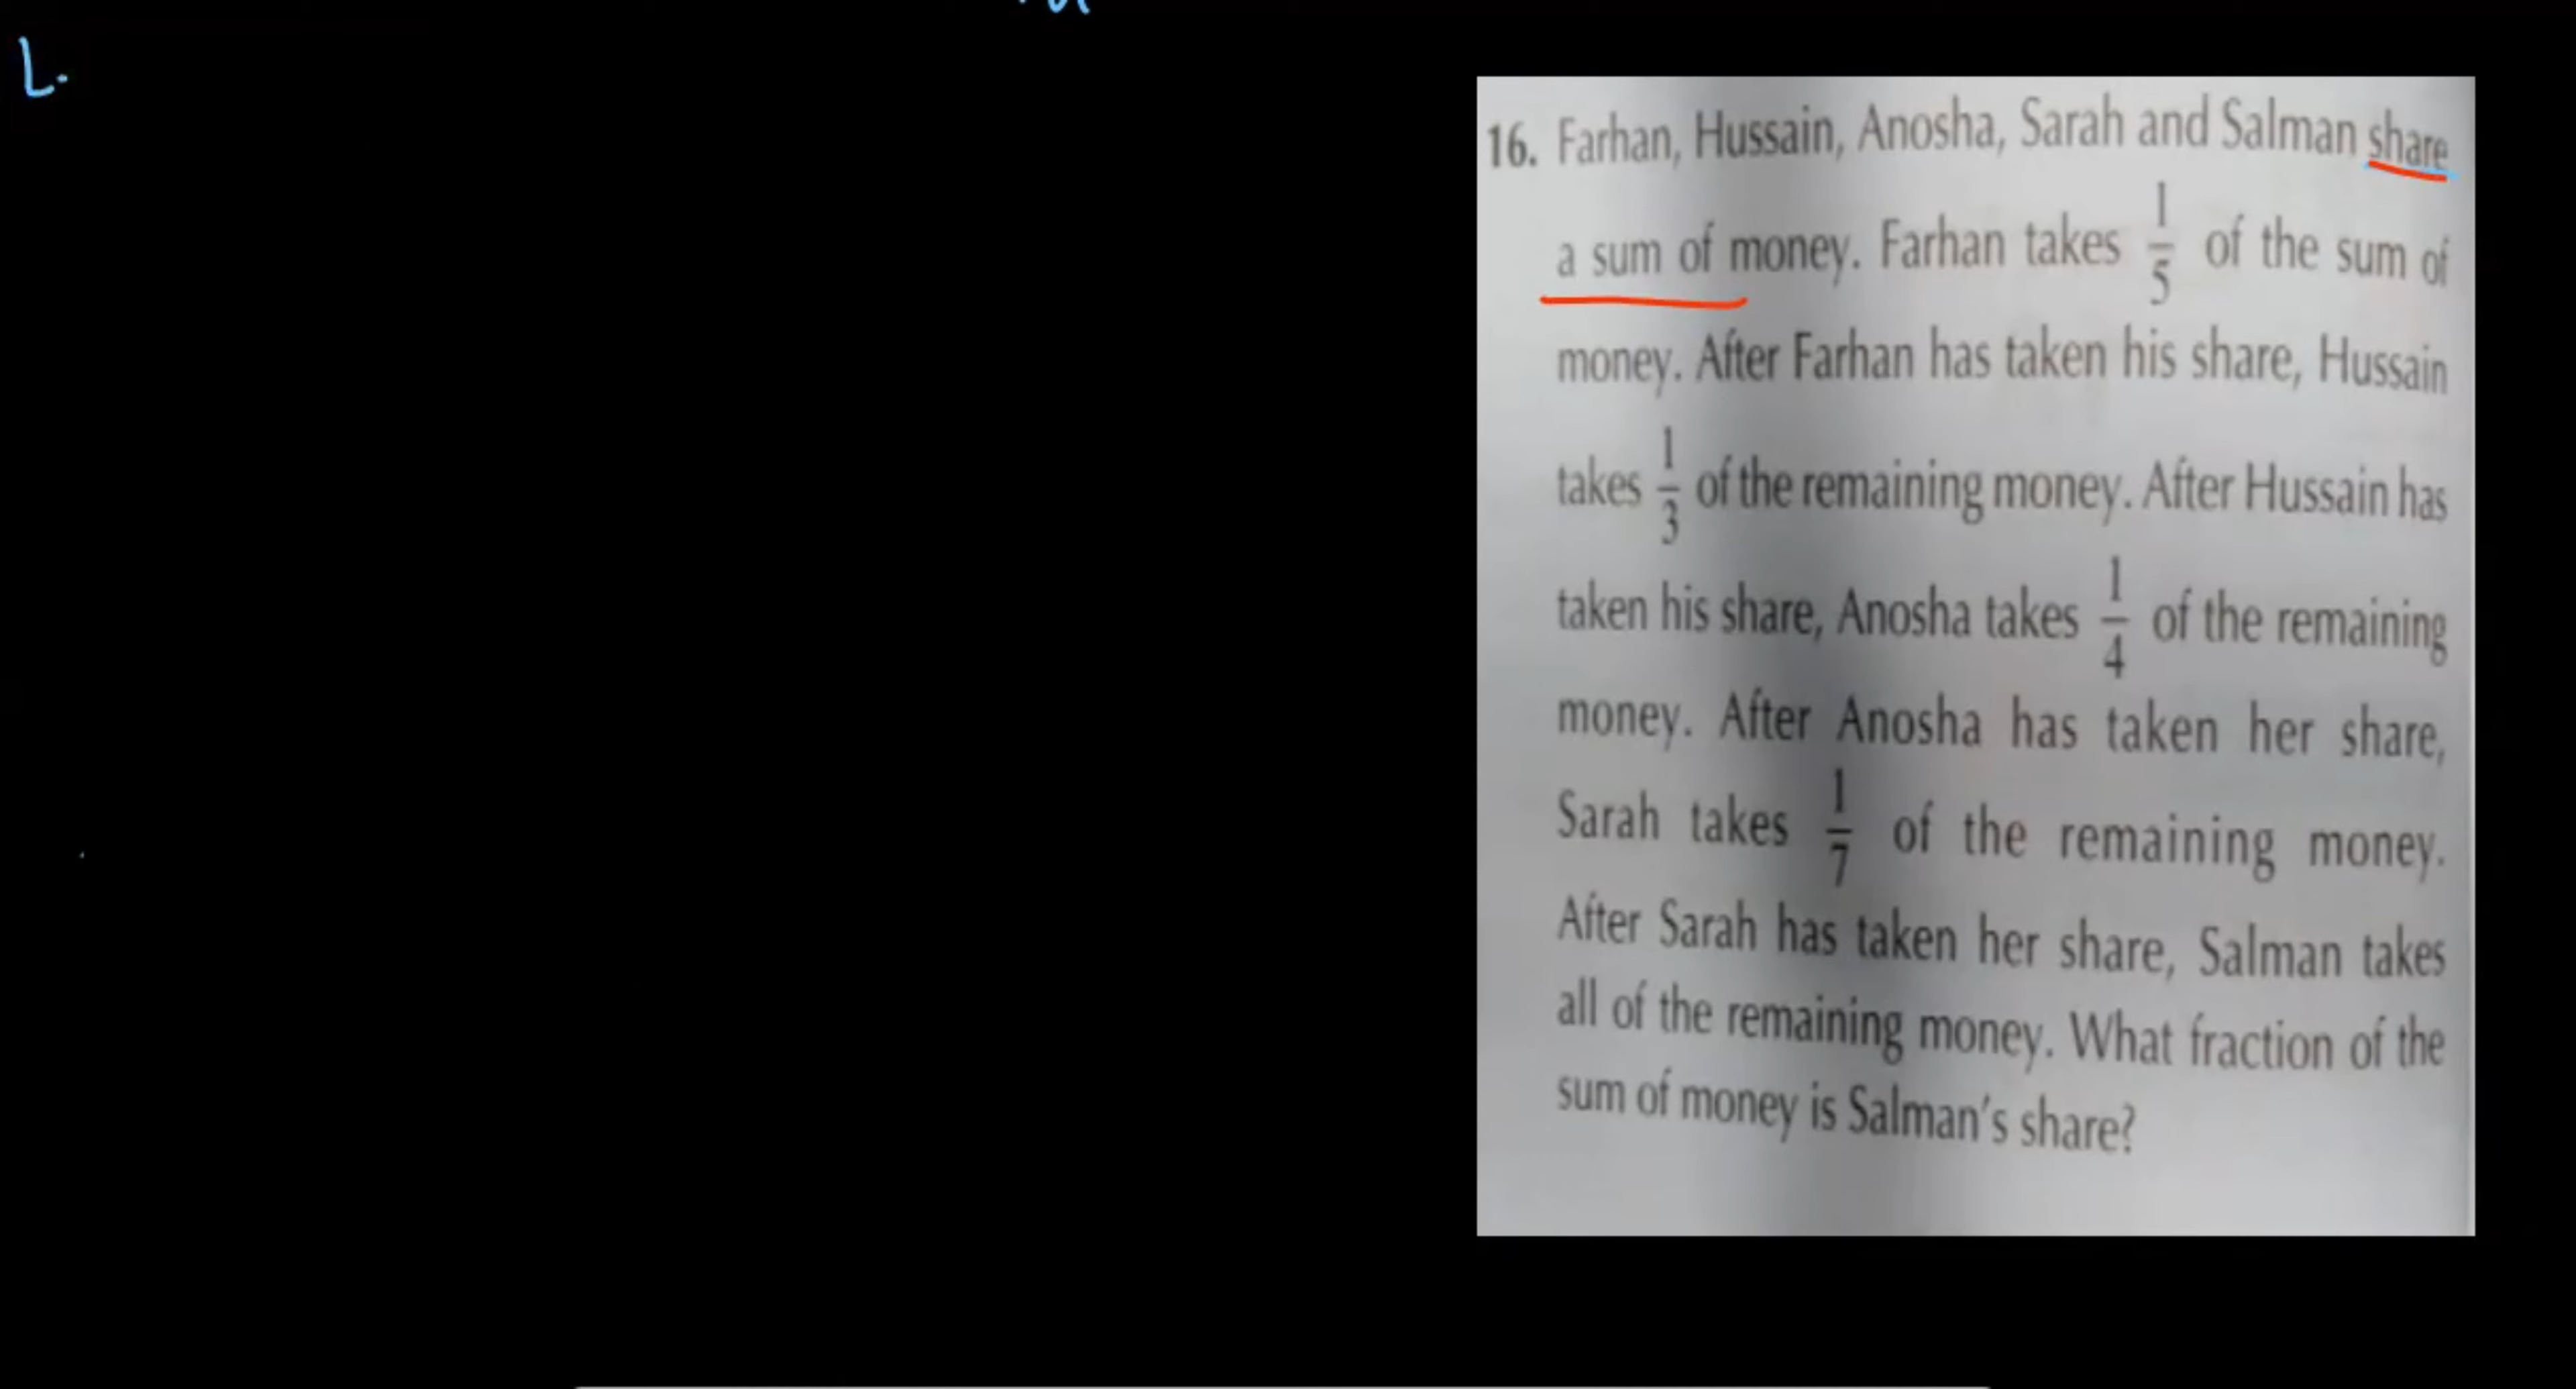 L.
16. Farhan, Hussain, Anosha, Sarah and Salman share
a sum of money. Farhan takes 1/5 of the sum of
money. After Farhan has taken his share, Hussain
takes 1/3 of the remaining money. After Hussain has
taken his share, Anosha takes 1/4 of the remaining
money. After Anosha has taken her share,
Sarah takes 1/7 of the remaining money.
After Sarah has taken her share, Salman takes
all of the remaining money. What fraction of the
sum of money is Salman's share?